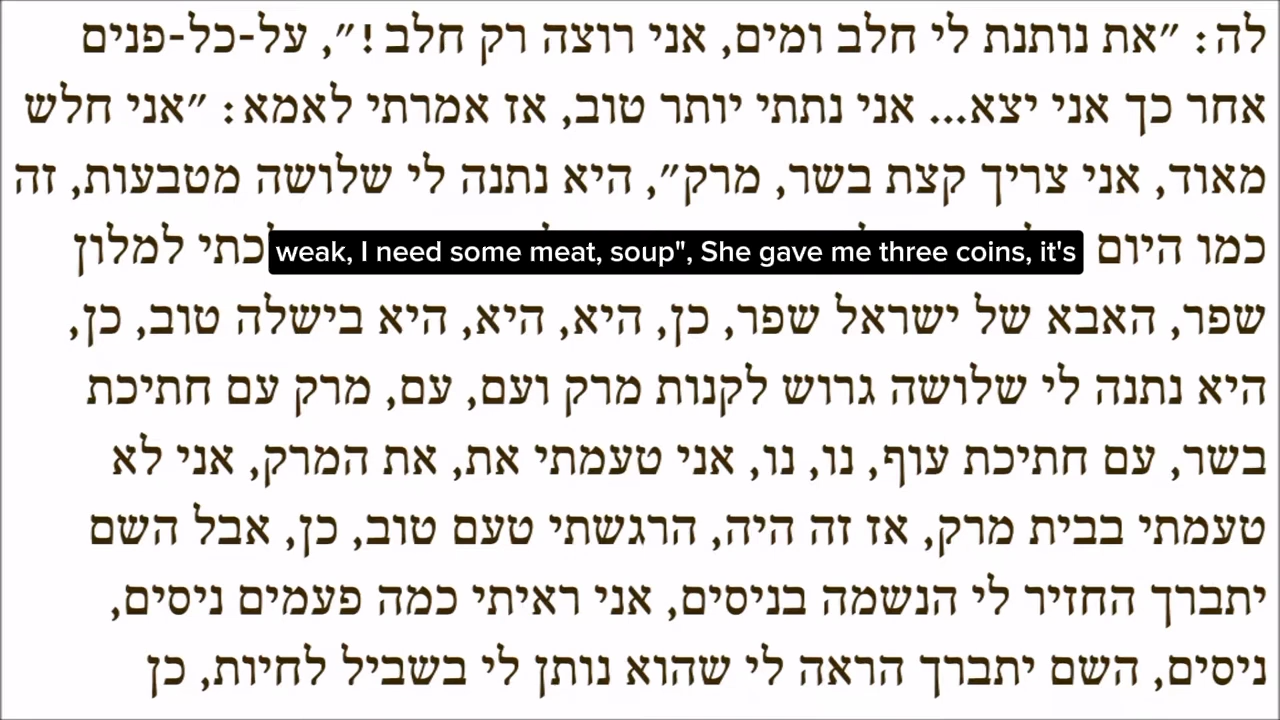 לה: ״את נותנת לי חלב ומים, אני רוצה רק חלב!״, על-כל-פנים
אחר כך אני יצא... אני נתתי יותר טוב, אז אמרתי לאמא: ״אני חלש
מאוד, אני צריך קצת בשר, מרק״, היא נתנה לי שלושה מטבעות, זה
כמו היום
weak, I need some meat, soup", She gave me three coins, it's
למלון
שפר, האבא של ישראל שפר, כן, היא, היא, היא בישלה טוב, כן,
היא נתנה לי שלושה גרוש לקנות מרק ועם, עם, מרק עם חתיכת
בשר, עם חתיכת עוף, נו, נו, אני טעמתי את, את המרק, אני לא
טעמתי בבית מרק, אז זה היה, הרגשתי טעם טוב, כן, אבל השם
יתברך החזיר לי הנשמה בניסים, אני ראיתי כמה פעמים ניסים,
ניסים, השם יתברך הראה לי שהוא נותן לי בשביל לחיות, כן